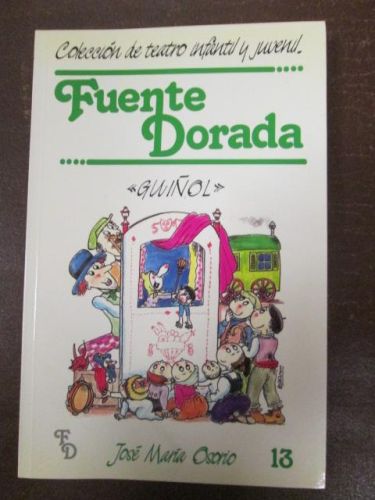 Colección de teatro infantil y juvenil
Fuente
Dorada
«GUIÑOL»
FD
José María Osorio
13